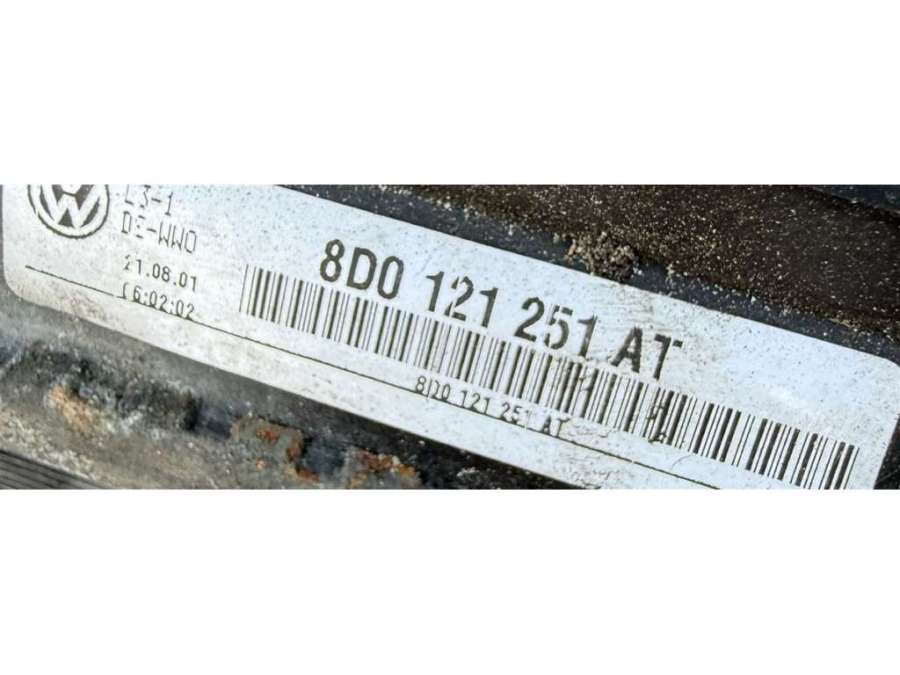 L3-1
DE-WWO
21.08.01
16:02:02
8D0 121 251 AT
8D0 121 251 AT